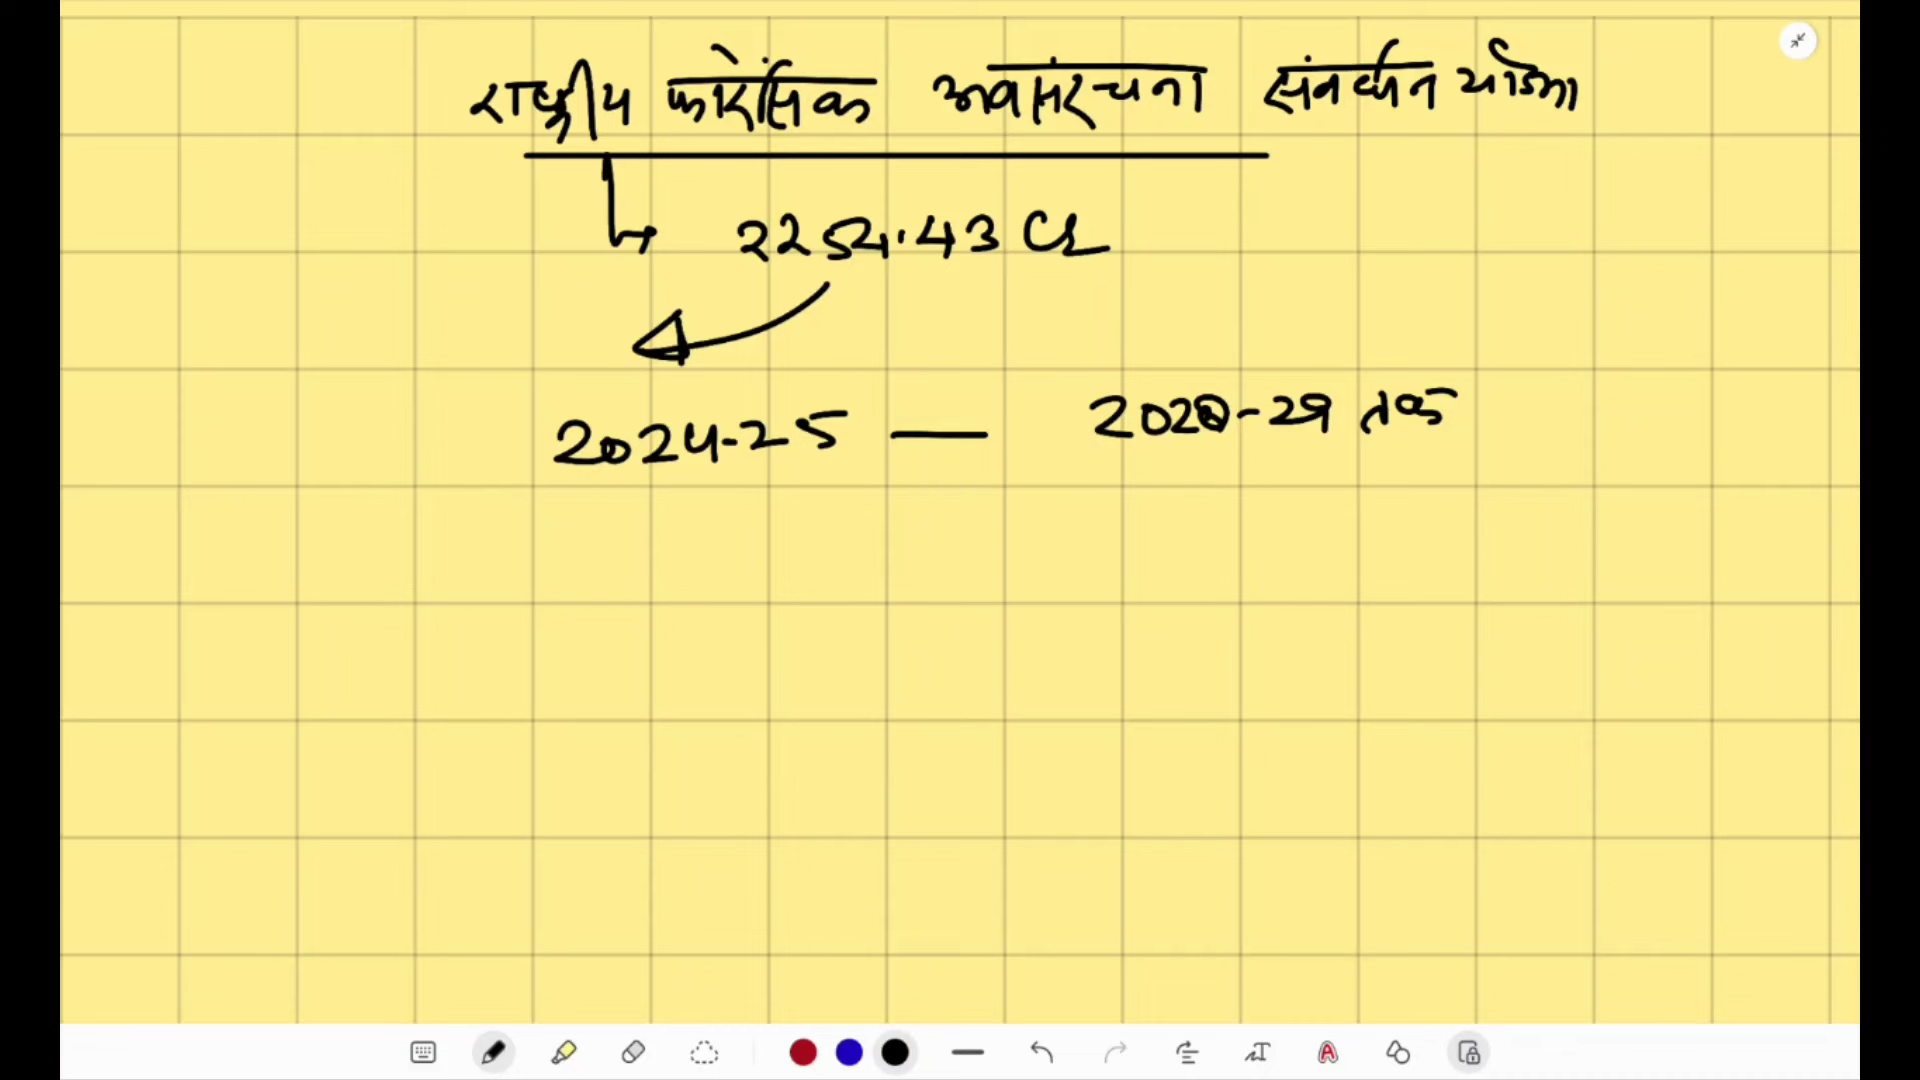 राष्ट्रीय फोरेंसिक अवसंरचना संवर्धन योजना
2254.43 Cr
2024-25 — 2028-29 तक